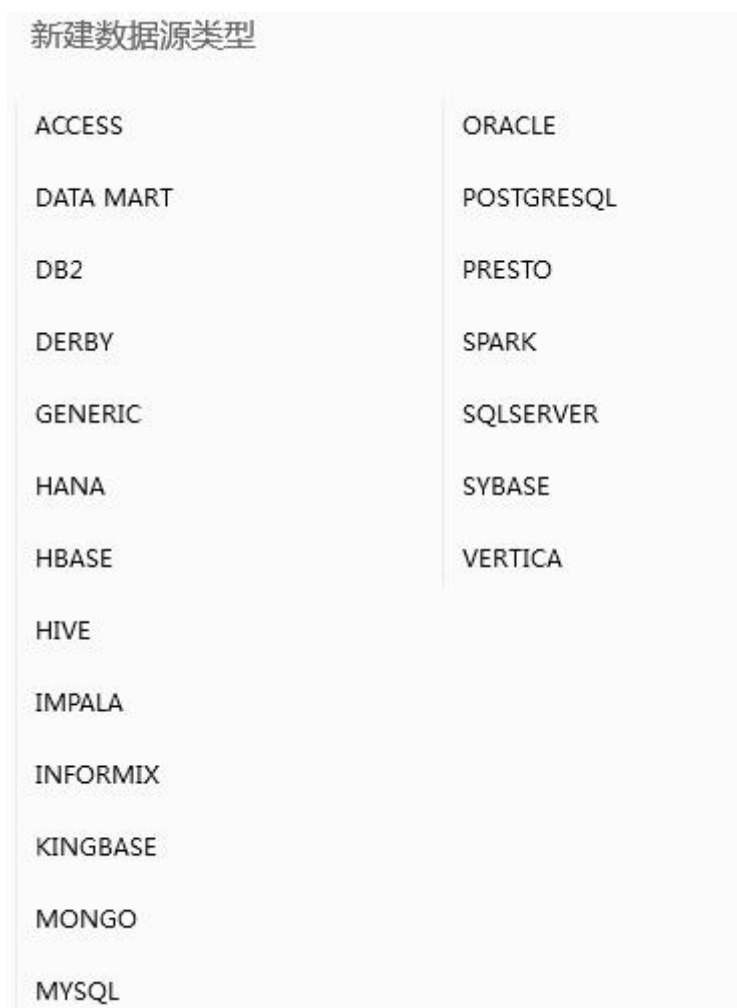 新建数据源类型
ACCESS
DATA MART
DB2
DERBY
GENERIC
HANA
HBASE
HIVE
IMPALA
INFORMIX
KINGBASE
MONGO
MYSQL
ORACLE
POSTGRESQL
PRESTO
SPARK
SQLSERVER
SYBASE
VERTICA